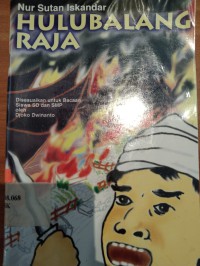 Nur Sutan Iskandar
HULUBALANG
RAJA
Disesuaikan untuk Bacaan
Siswa SD dan SMP
oleh
Djoko Dwinanto